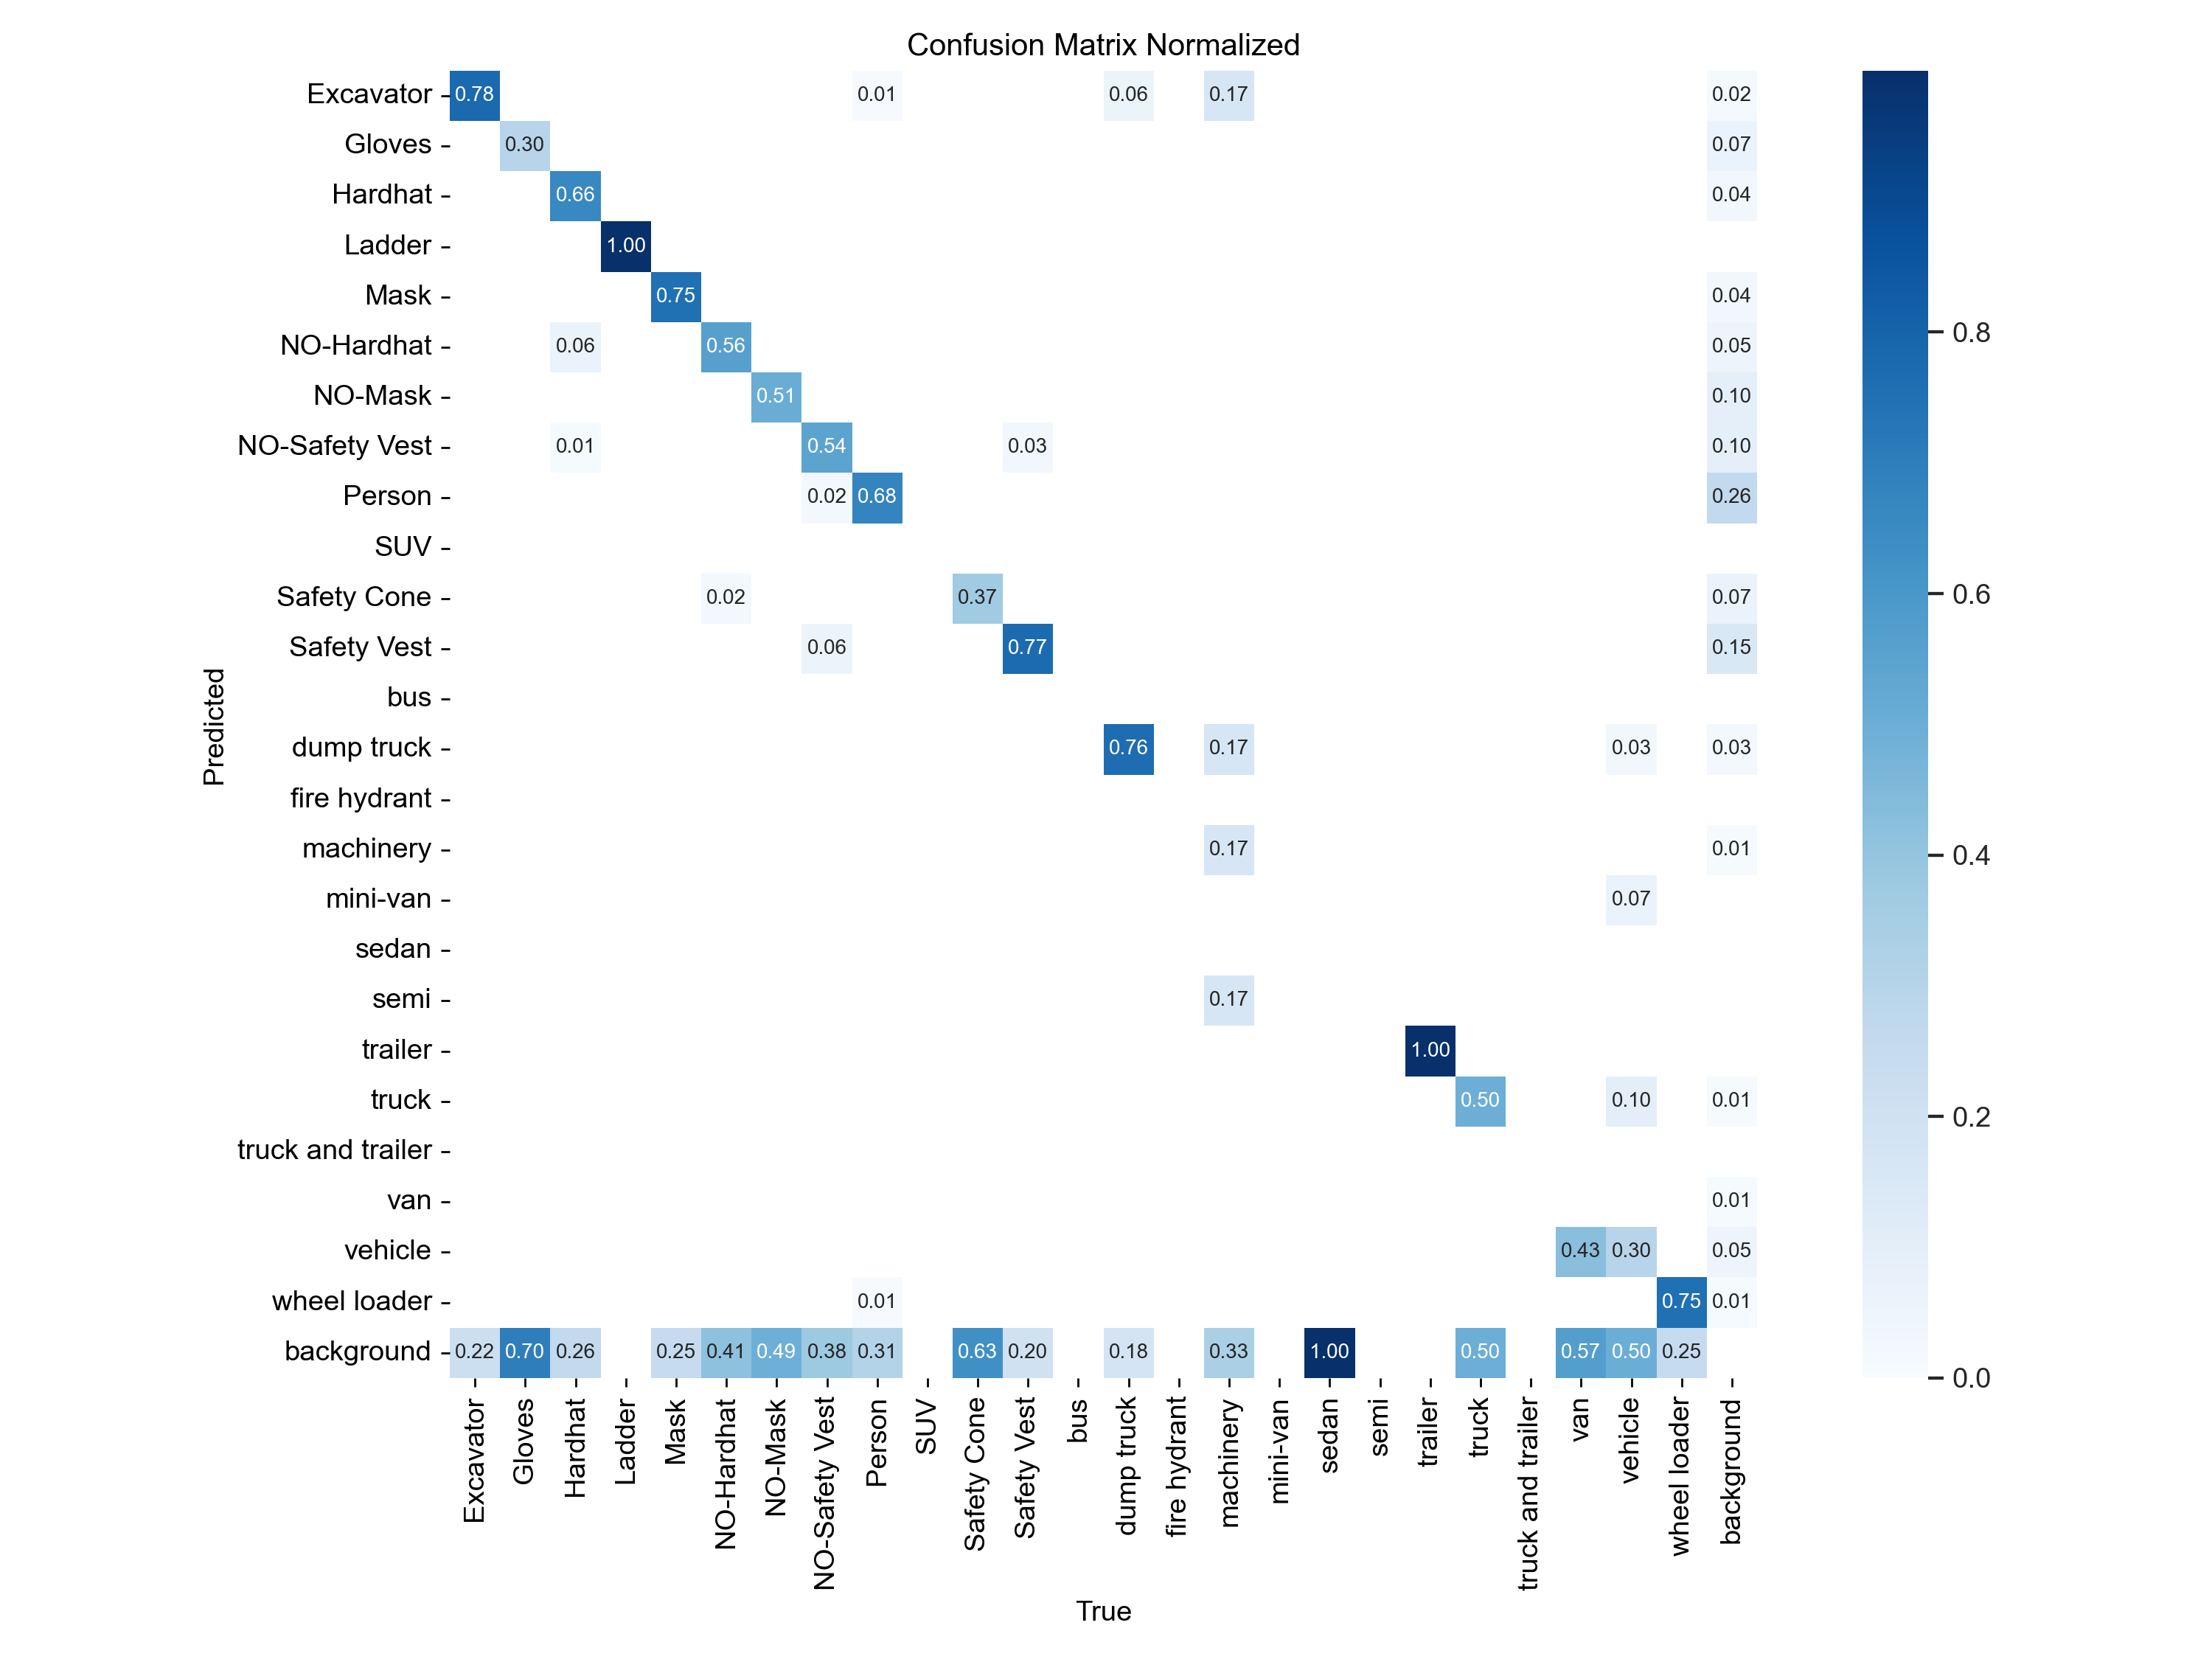 Confusion Matrix Normalized
Excavator 0.78 0.01 0.06 0.17 0.02
Gloves 0.30 0.07
Hardhat 0.66 0.04
Ladder 1.00
Mask 0.75 0.04
NO-Hardhat 0.06 0.56 0.05
NO-Mask 0.51 0.10
NO-Safety Vest 0.01 0.54 0.03 0.10
Person 0.02 0.68 0.26
SUV
Safety Cone 0.02 0.37 0.07
Safety Vest 0.06 0.77 0.15
bus
dump truck 0.76 0.17 0.03 0.03
fire hydrant
machinery 0.17 0.01
mini-van 0.07
sedan
semi 0.17
trailer 1.00
truck 0.50 0.10 0.01
truck and trailer
van 0.01
vehicle 0.43 0.30 0.05
wheel loader 0.01 0.75 0.01
background 0.22 0.70 0.26 0.25 0.41 0.49 0.38 0.31 0.63 0.20 0.18 0.33 1.00 0.50 0.57 0.50 0.25
Predicted
Excavator
Gloves
Hardhat
Ladder
Mask
NO-Hardhat
NO-Mask
NO-Safety Vest
Person
SUV
Safety Cone
Safety Vest
bus
dump truck
fire hydrant
machinery
mini-van
sedan
semi
trailer
truck
truck and trailer
van
vehicle
wheel loader
background
True
0.8
0.6
0.4
0.2
0.0